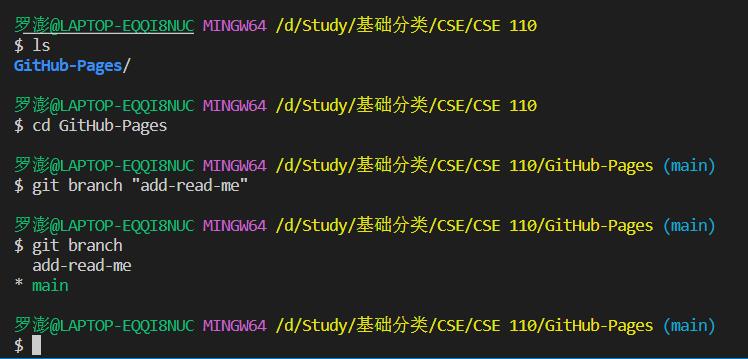 罗澎@LAPTOP-EQQI8NUC MINGW64 /d/Study/基础分类/CSE/CSE 110
$ ls
GitHub-Pages/
罗澎@LAPTOP-EQQI8NUC MINGW64 /d/Study/基础分类/CSE/CSE 110
$ cd GitHub-Pages
罗澎@LAPTOP-EQQI8NUC MINGW64 /d/Study/基础分类/CSE/CSE 110/GitHub-Pages (main)
$ git branch "add-read-me"
罗澎@LAPTOP-EQQI8NUC MINGW64 /d/Study/基础分类/CSE/CSE 110/GitHub-Pages (main)
$ git branch
add-read-me
* main
罗澎@LAPTOP-EQQI8NUC MINGW64 /d/Study/基础分类/CSE/CSE 110/GitHub-Pages (main)
$